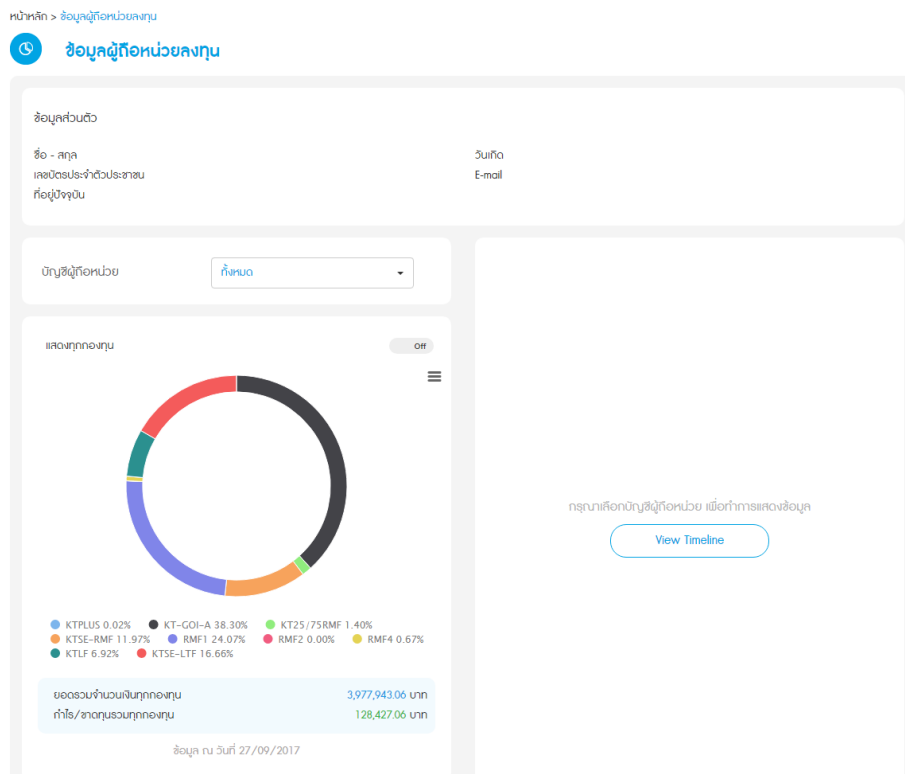 หน้าหลัก > ข้อมูลผู้ถือหน่วยลงทุน
ข้อมูลผู้ถือหน่วยลงทุน
ข้อมูลส่วนตัว
ชื่อ - สกุล
วันเกิด
เลขบัตรประจำตัวประชาชน
E-mail
ที่อยู่ปัจจุบัน
บัญชีผู้ถือหน่วย
ทั้งหมด
แสดงทุกกองทุน
Off
KTPLUS 0.02% KT-GOI-A 38.30% KT25/75RMF 1.40%
KTSE-RMF 11.97% RMF1 24.07% RMF2 0.00% RMF4 0.67%
KTLF 6.92% KTSE-LTF 16.66%
ยอดรวมจำนวนเงินทุกกองทุน 3,977,943.06 บาท
กำไร/ขาดทุนรวมทุกกองทุน 128,427.06 บาท
ข้อมูล ณ วันที่ 27/09/2017
กรุณาเลือกบัญชีผู้ถือหน่วย เพื่อทำการแสดงข้อมูล
View Timeline